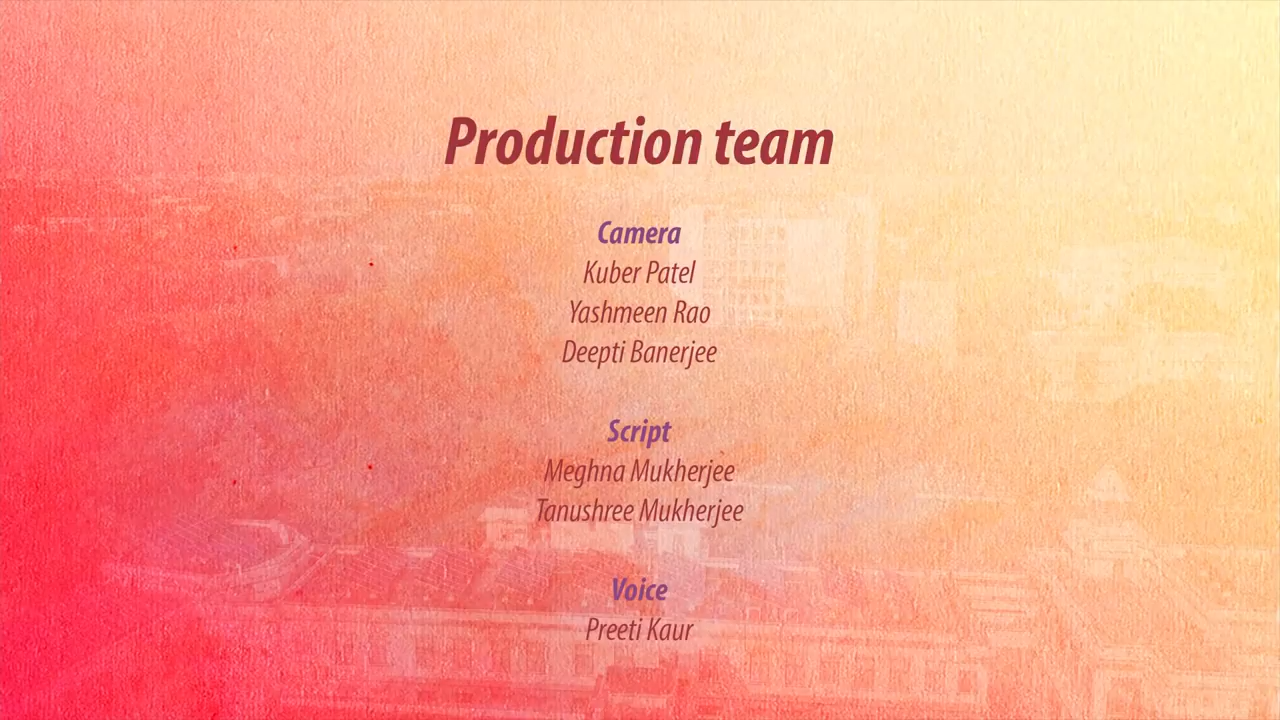 Production team
Camera
Kuber Patel
Yashmeen Rao
Deepti Banerjee
Script
Meghna Mukherjee
Tanushree Mukherjee
Voice
Preeti Kaur